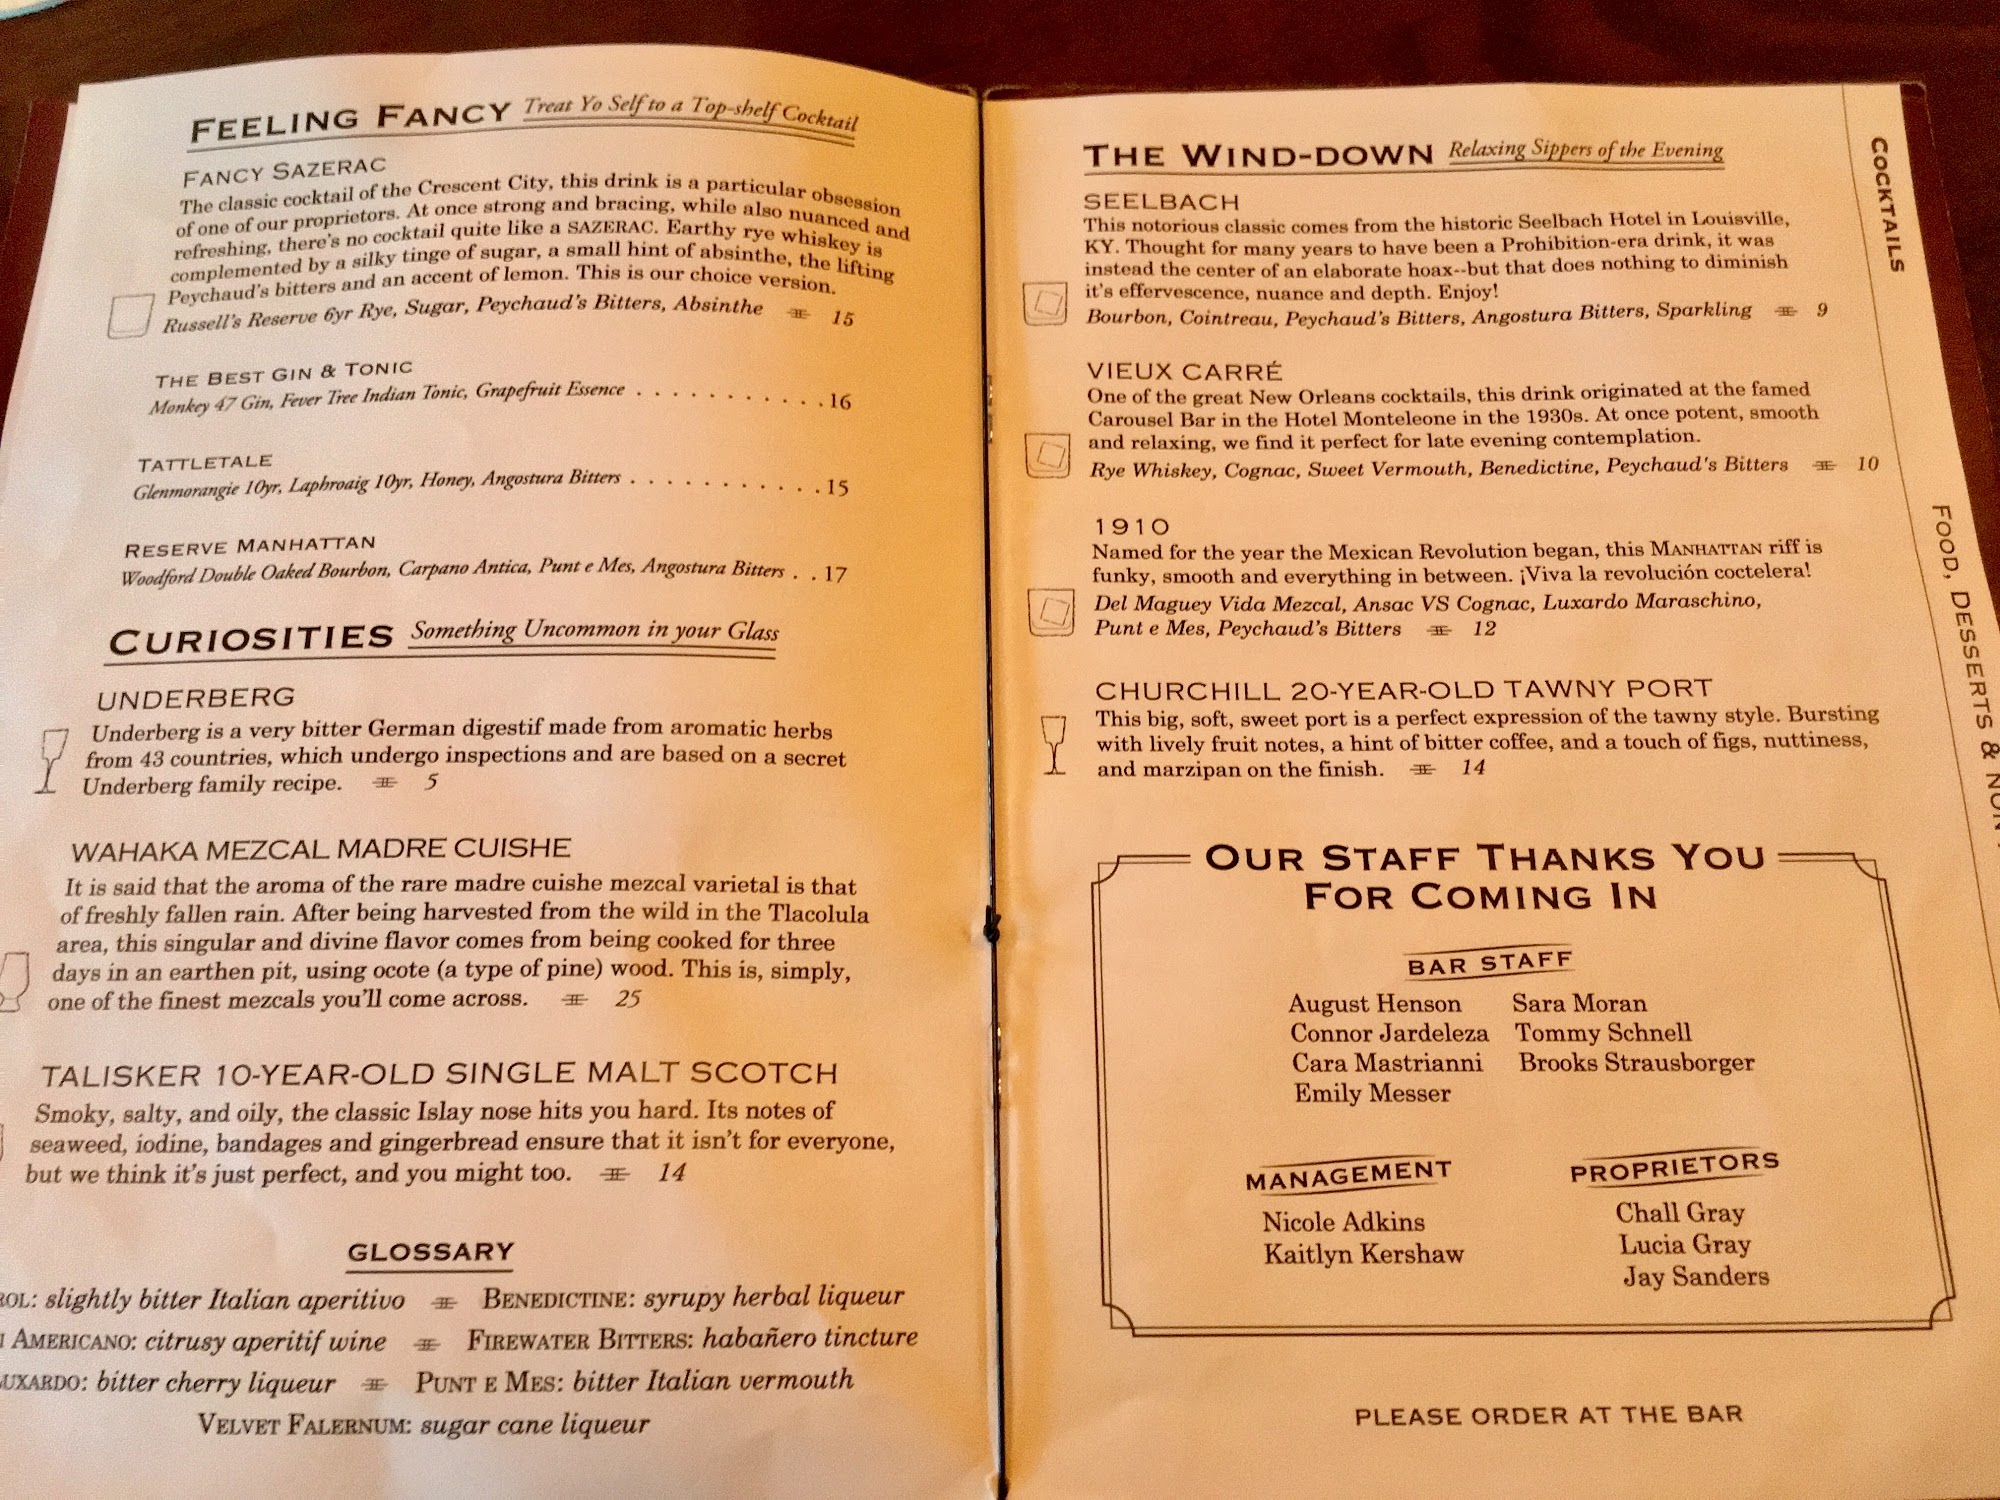 FEELING FANCY Treat Yo Self to a Top-shelf Cocktail
FANCY SAZERAC
The classic cocktail of the Crescent City, this drink is a particular obsession
of one of our proprietors. At once strong and bracing, while also nuanced and
refreshing, there's no cocktail quite like a SAZERAC. Earthy rye whiskey is
complemented by a silky tinge of sugar, a small hint of absinthe, the lifting
Peychaud's bitters and an accent of lemon. This is our choice version.
Russell's Reserve 6yr Rye, Sugar, Peychaud's Bitters, Absinthe 15
THE BEST GIN & TONIC
Monkey 47 Gin, Fever Tree Indian Tonic, Grapefruit Essence . . . . . . . . . . . 16
TATTLETALE
Glenmorangie 10yr, Laphroaig 10yr, Honey, Angostura Bitters . . . . . . . . . . . 15
RESERVE MANHATTAN
Woodford Double Oaked Bourbon, Carpano Antica, Punt e Mes, Angostura Bitters . . 17
CURIOSITIES Something Uncommon in your Glass
UNDERBERG
Underberg is a very bitter German digestif made from aromatic herbs
from 43 countries, which undergo inspections and are based on a secret
Underberg family recipe. 5
WAHAKA MEZCAL MADRE CUISHE
It is said that the aroma of the rare madre cuishe mezcal varietal is that
of freshly fallen rain. After being harvested from the wild in the Tlacolula
area, this singular and divine flavor comes from being cooked for three
days in an earthen pit, using ocote (a type of pine) wood. This is, simply,
one of the finest mezcals you'll come across. 25
TALISKER 10-YEAR-OLD SINGLE MALT SCOTCH
Smoky, salty, and oily, the classic Islay nose hits you hard. Its notes of
seaweed, iodine, bandages and gingerbread ensure that it isn't for everyone,
but we think it's just perfect, and you might too. 14
GLOSSARY
slightly bitter Italian aperitivo BENEDICTINE: syrupy herbal liqueur
AMERICANO: citrusy aperitif wine FIREWATER BITTERS: habañero tincture
bitter cherry liqueur PUNT E MES: bitter Italian vermouth
VELVET FALERNUM: sugar cane liqueur
THE WIND-DOWN Relaxing Sippers of the Evening
SEELBACH
This notorious classic comes from the historic Seelbach Hotel in Louisville,
KY. Thought for many years to have been a Prohibition-era drink, it was
instead the center of an elaborate hoax--but that does nothing to diminish
it's effervescence, nuance and depth. Enjoy!
Bourbon, Cointreau, Peychaud's Bitters, Angostura Bitters, Sparkling 9
VIEUX CARRÉ
One of the great New Orleans cocktails, this drink originated at the famed
Carousel Bar in the Hotel Monteleone in the 1930s. At once potent, smooth
and relaxing, we find it perfect for late evening contemplation.
Rye Whiskey, Cognac, Sweet Vermouth, Benedictine, Peychaud's Bitters 10
1910
Named for the year the Mexican Revolution began, this MANHATTAN riff is
funky, smooth and everything in between. ¡Viva la revolución coctelera!
Del Maguey Vida Mezcal, Ansac VS Cognac, Luxardo Maraschino,
Punt e Mes, Peychaud's Bitters 12
CHURCHILL 20-YEAR-OLD TAWNY PORT
This big, soft, sweet port is a perfect expression of the tawny style. Bursting
with lively fruit notes, a hint of bitter coffee, and a touch of figs, nuttiness,
and marzipan on the finish. 14
OUR STAFF THANKS YOU
FOR COMING IN
BAR STAFF
August Henson Sara Moran
Connor Jardeleza Tommy Schnell
Cara Mastrianni Brooks Strausborger
Emily Messer
MANAGEMENT
Nicole Adkins
Kaitlyn Kershaw
PROPRIETORS
Chall Gray
Lucia Gray
Jay Sanders
PLEASE ORDER AT THE BAR
COCKTAILS
FOOD, DESSERTS &